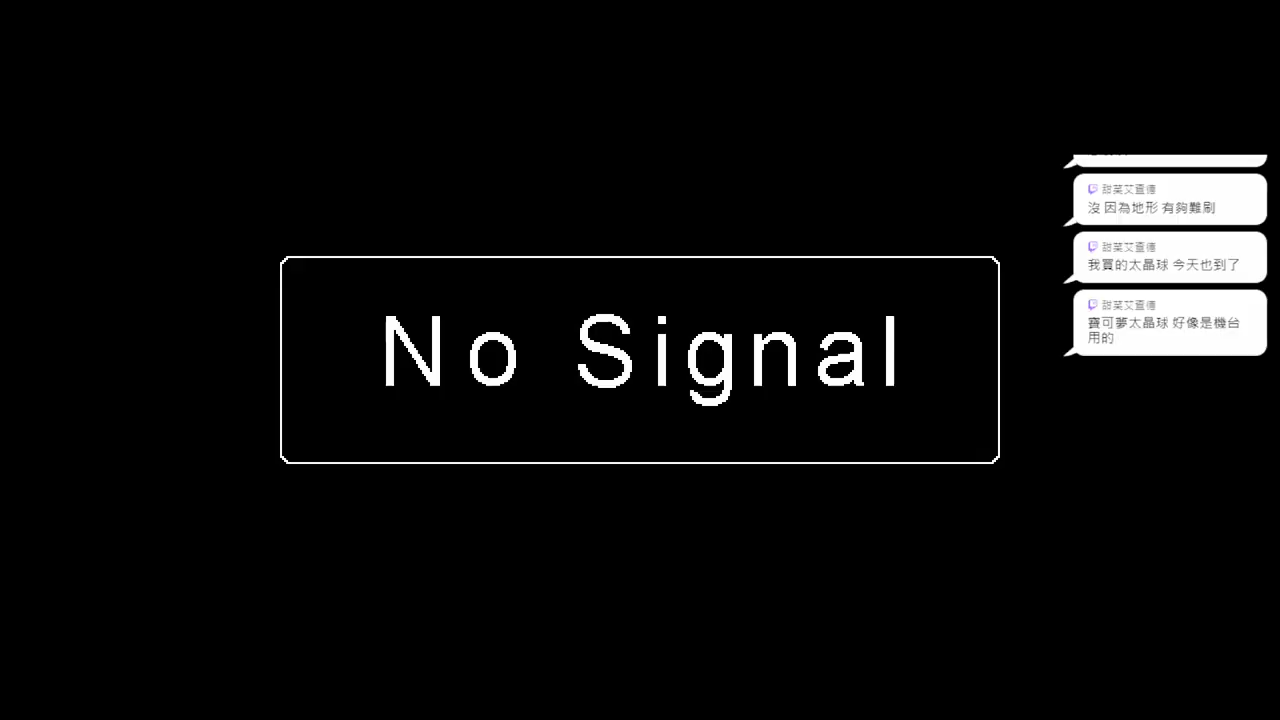 No Signal
甜菜艾查德
沒 因為地形 有夠難刷
甜菜艾查德
我買的太晶球 今天也到了
甜菜艾查德
寶可夢太晶球 好像是機台
用的